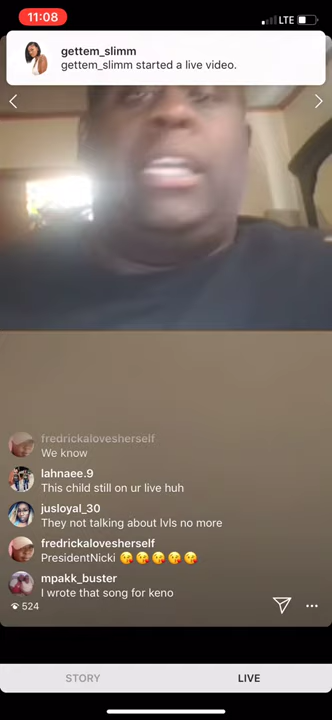 11:08
LTE
gettem_slimm
gettem_slimm started a live video.
fredrickalovesherself
We know
lahnaee.9
This child still on ur live huh
jusloyal_30
They not talking about lvls no more
fredrickalovesherself
PresidentNicki 😘😘😘😘😘
mpakk_buster
I wrote that song for keno
524
STORY
LIVE